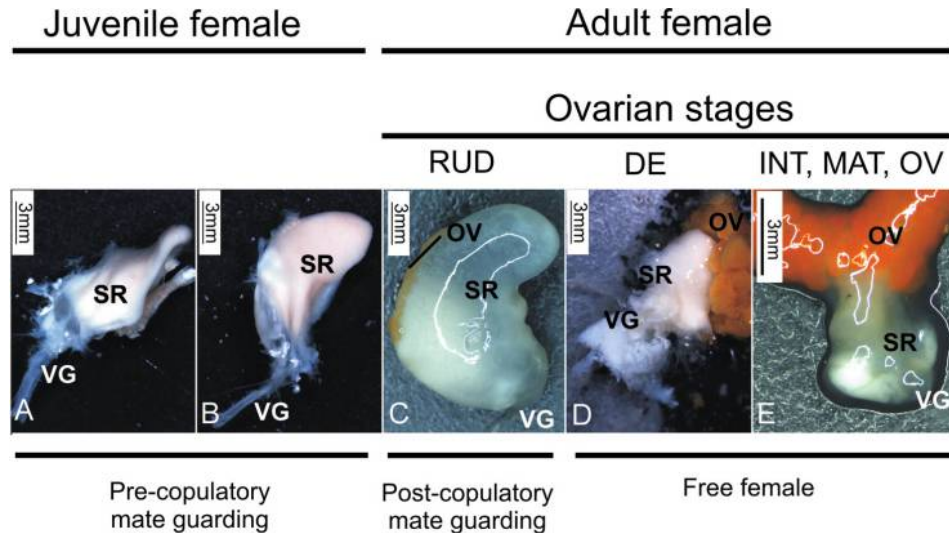 Juvenile female
Adult female
Ovarian stages
RUD
DE
INT, MAT, OV
3mm
SR
VG
A
3mm
SR
VG
B
3mm
OV
SR
VG
C
3mm
OV
SR
VG
D
3mm
OV
SR
VG
E
Pre-copulatory
mate guarding
Post-copulatory
mate guarding
Free female